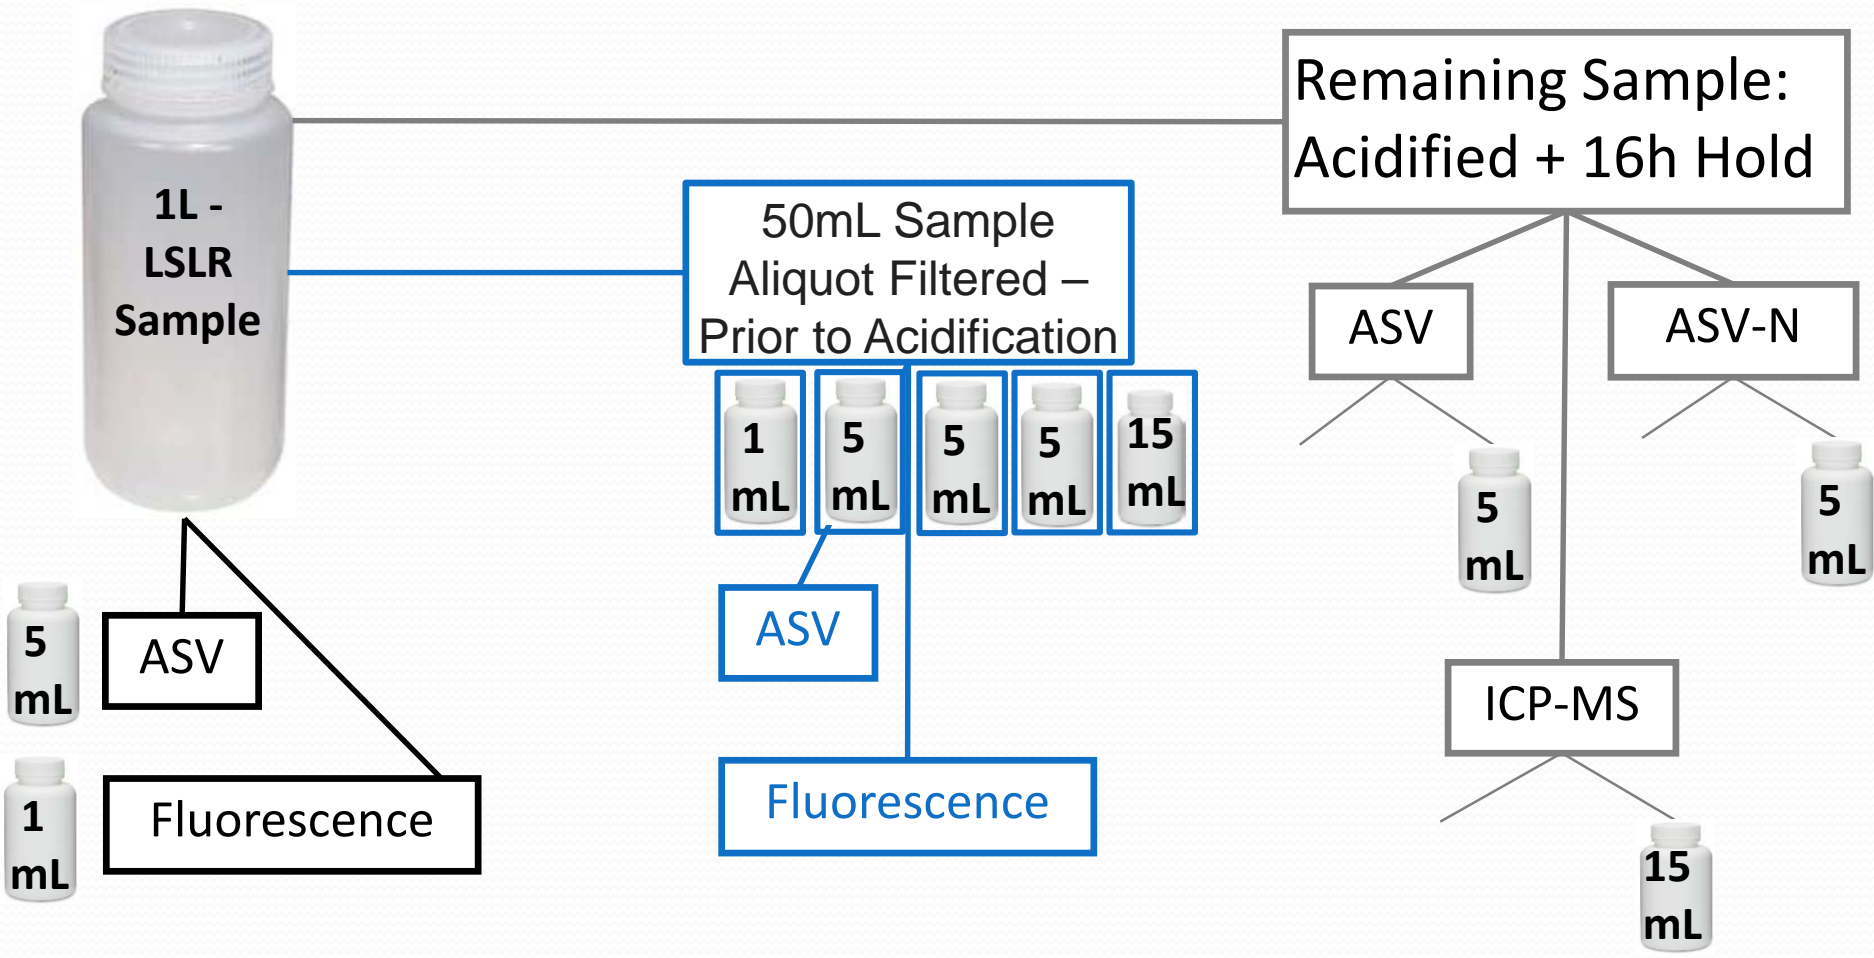 1L -
LSLR
Sample
5
mL
ASV
1
mL
Fluorescence
50mL Sample
Aliquot Filtered –
Prior to Acidification
1
mL
5
mL
5
mL
5
mL
15
mL
ASV
Fluorescence
Remaining Sample:
Acidified + 16h Hold
ASV
ASV-N
5
mL
5
mL
ICP-MS
15
mL